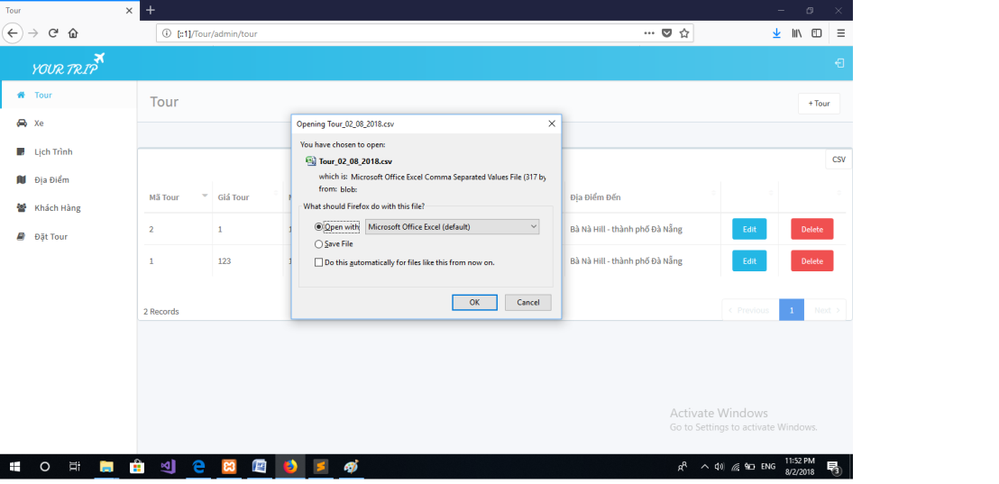 Tour
[::1]/Tour/admin/tour
YOUR TRIP
Tour
Xe
Lịch Trình
Địa Điểm
Khách Hàng
Đặt Tour
Tour
+ Tour
CSV
Opening Tour_02_08_2018.csv
You have chosen to open:
Tour_02_08_2018.csv
which is: Microsoft Office Excel Comma Separated Values File (317 by
from: blob:
What should Firefox do with this file?
Open with
Microsoft Office Excel (default)
Save File
Do this automatically for files like this from now on.
OK
Cancel
Mã Tour
Giá Tour
Địa Điểm Đến
2
1
Bà Nà Hill - thành phố Đà Nẵng
Edit
Delete
1
123
Bà Nà Hill - thành phố Đà Nẵng
Edit
Delete
2 Records
< Previous
1
Next >
Activate Windows
Go to Settings to activate Windows.
ENG
11:52 PM
8/2/2018
3